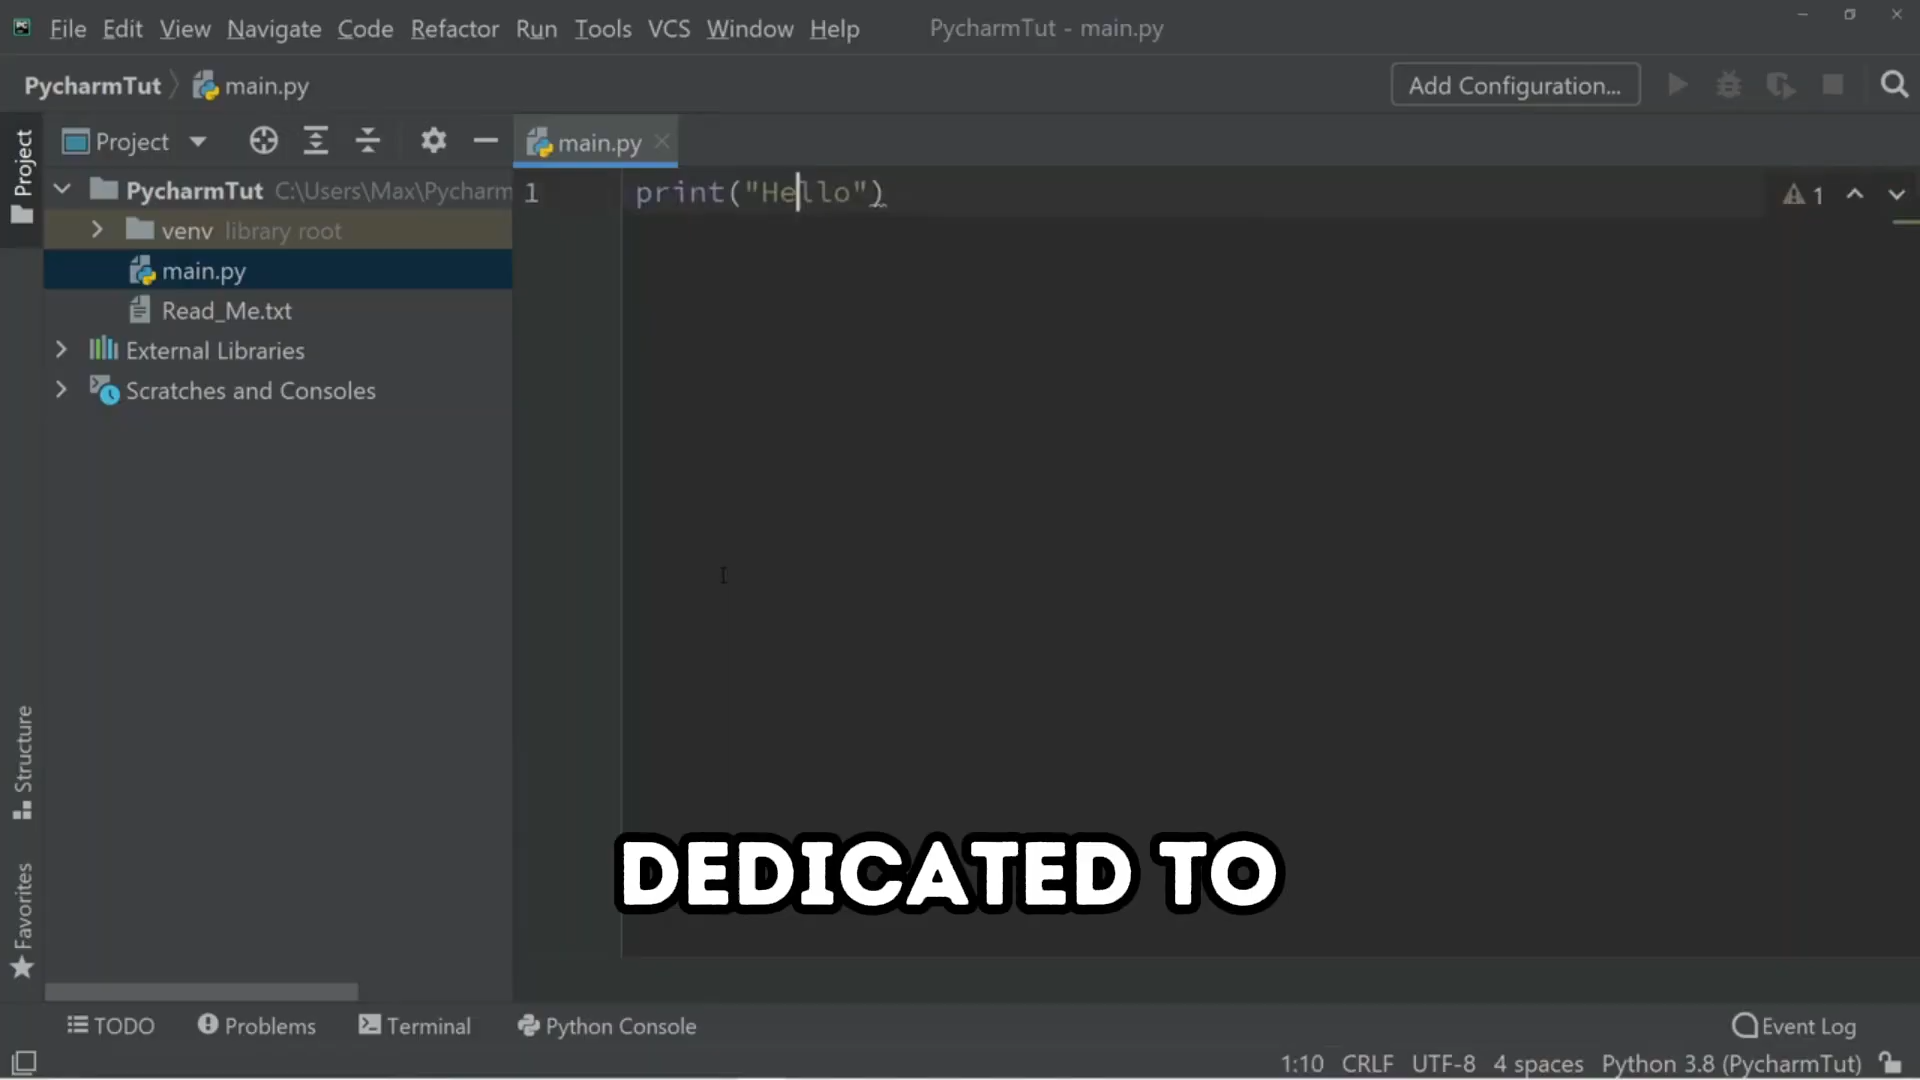 PC File Edit View Navigate Code Refactor Run Tools VCS Window Help PycharmTut - main.py
PycharmTut main.py Add Configuration...
Project
Project main.py
PycharmTut C:\Users\Max\Pycharm
1 print("Hello") 1
venv library root
main.py
Read_Me.txt
External Libraries
Scratches and Consoles
Structure
Favorites
DEDICATED TO
TODO Problems Terminal Python Console Event Log
1:10 CRLF UTF-8 4 spaces Python 3.8 (PycharmTut)